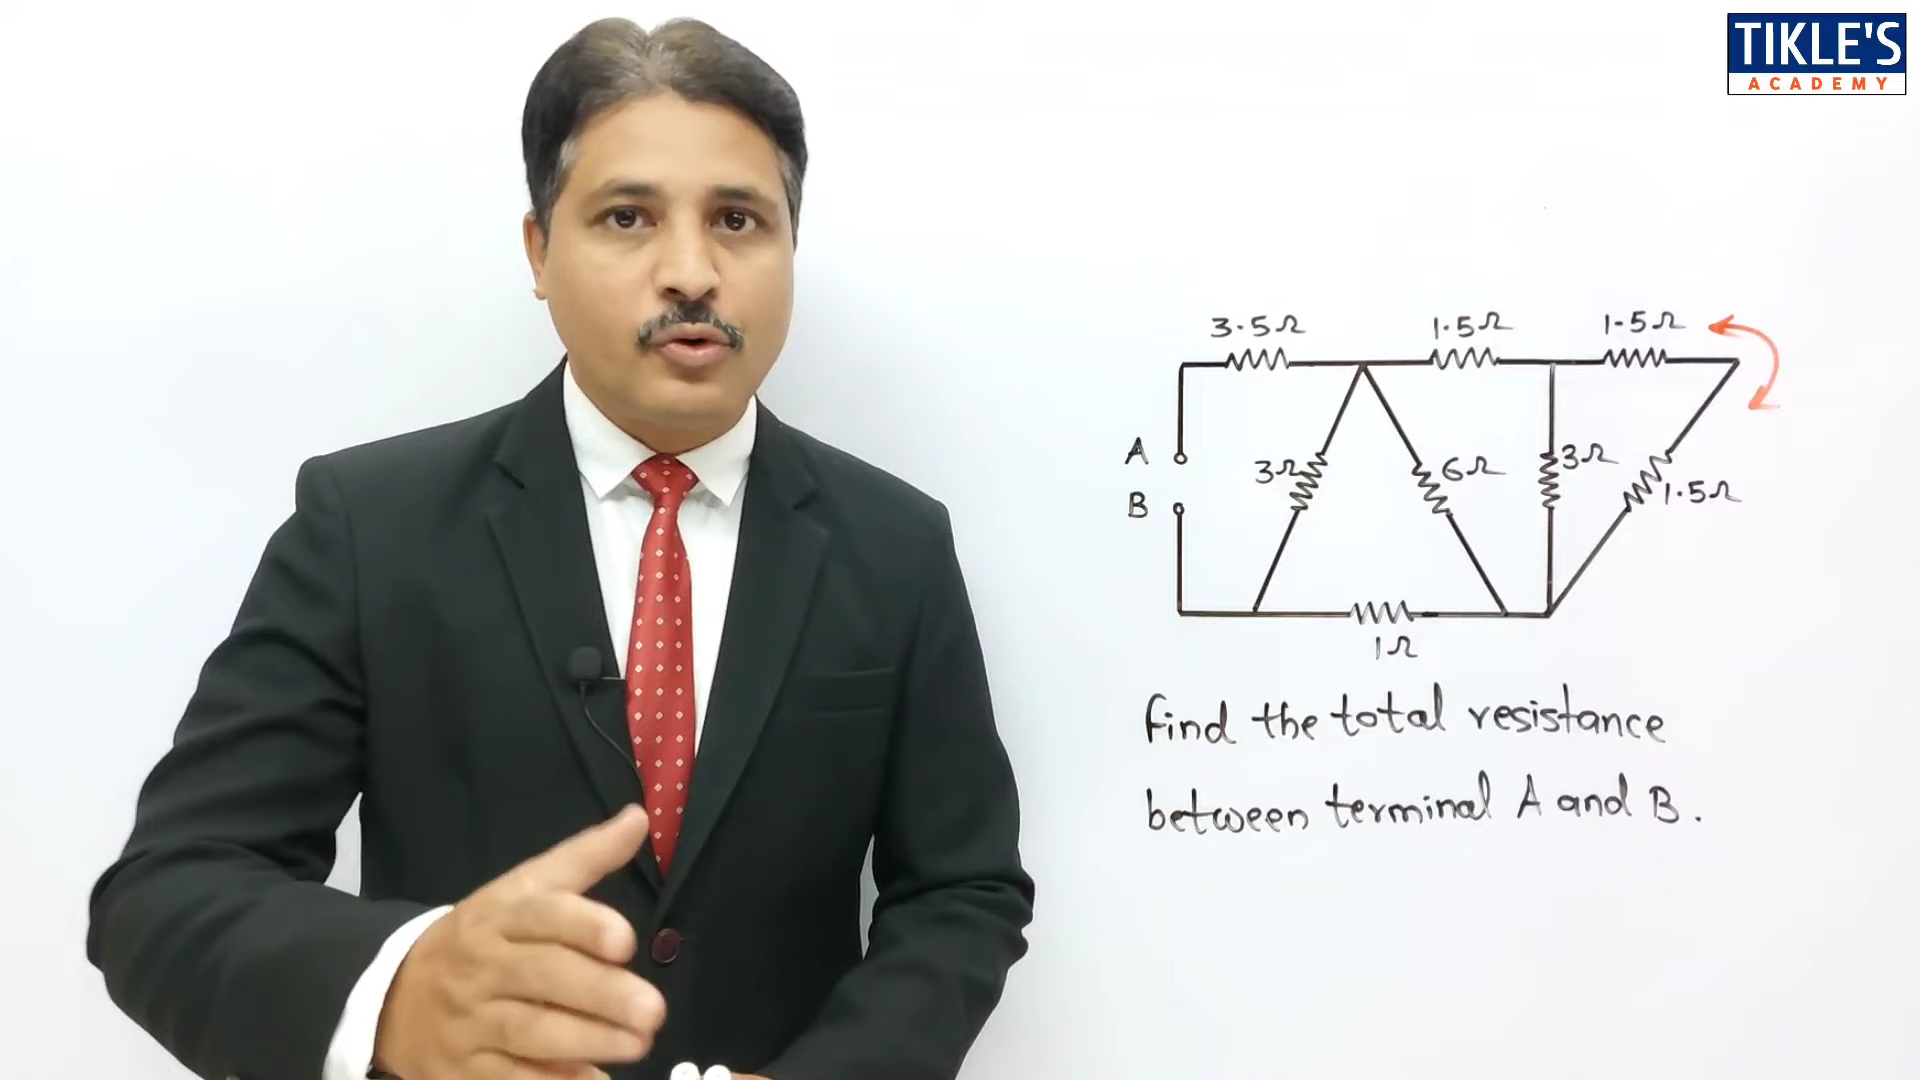 TIKLE'S
ACADEMY
3.5Ω 1.5Ω 1.5Ω
A 3Ω 6Ω 3Ω
B 1.5Ω
1Ω
Find the total resistance
between terminal A and B.